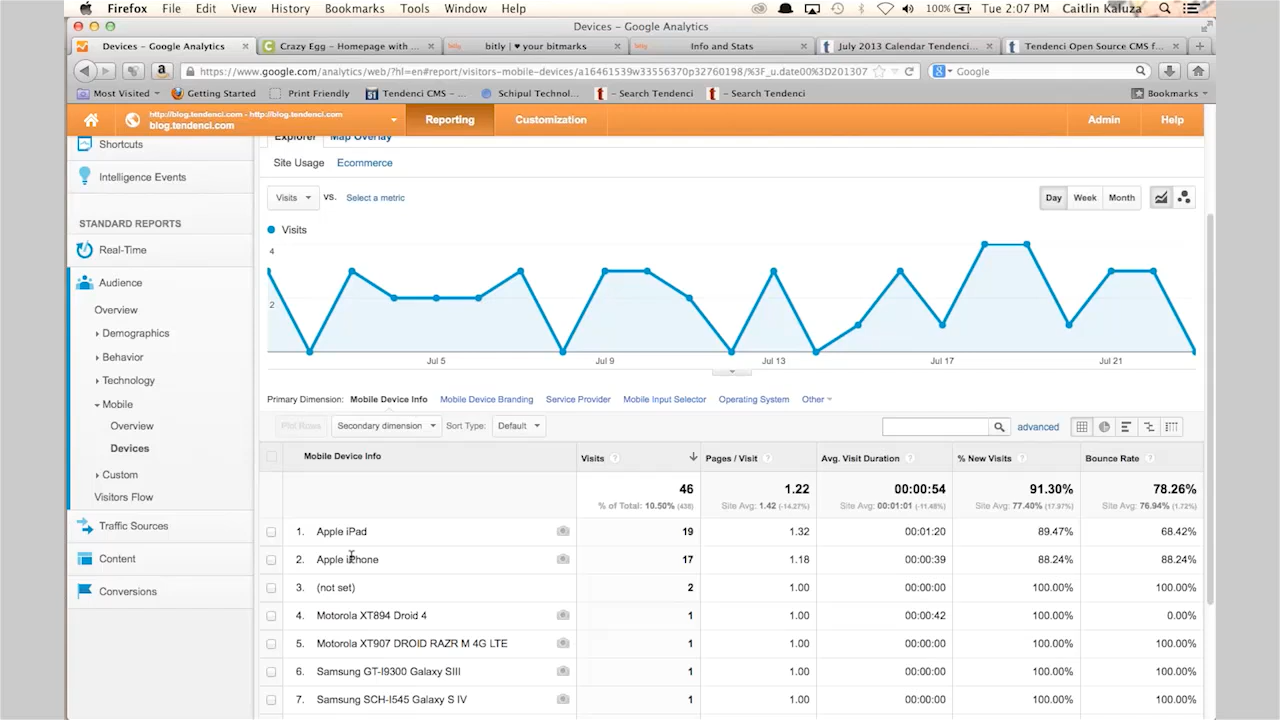 Firefox File Edit View History Bookmarks Tools Window Help 100% Tue 2:07 PM Caitlin Kaluza
Devices - Google Analytics
Devices - Google Analytics Crazy Egg - Homepage with ... bitly | ♥ your bitmarks Info and Stats July 2013 Calendar Tendenci... Tendenci Open Source CMS f...
https://www.google.com/analytics/web/?hl=en#report/visitors-mobile-devices/a16461539w33556370p32760198/%3F_u.date00%3D201307 Google
Most Visited Getting Started Print Friendly Tendenci CMS - ... Schipul Technol... - Search Tendenci - Search Tendenci Bookmarks
http://blog.tendenci.com - http://blog.tendenci.com
blog.tendenci.com
Reporting Customization Admin Help
Explorer Map Overlay
Shortcuts
Site Usage Ecommerce
Intelligence Events
Visits VS. Select a metric Day Week Month
STANDARD REPORTS
Visits
Real-Time
4
Audience
2
Overview
Demographics
Behavior
Jul 5 Jul 9 Jul 13 Jul 17 Jul 21
Technology
Mobile
Primary Dimension: Mobile Device Info Mobile Device Branding Service Provider Mobile Input Selector Operating System Other
Overview
Plot Rows Secondary dimension Sort Type: Default advanced
Devices
Mobile Device Info Visits Pages / Visit Avg. Visit Duration % New Visits Bounce Rate
Custom
46 1.22 00:00:54 91.30% 78.26%
Visitors Flow
% of Total: 10.50% (438) Site Avg: 1.42 (-14.27%) Site Avg: 00:01:01 (-11.48%) Site Avg: 77.40% (17.97%) Site Avg: 76.94% (1.72%)
Traffic Sources
1. Apple iPad 19 1.32 00:01:20 89.47% 68.42%
Content
2. Apple iPhone 17 1.18 00:00:39 88.24% 88.24%
Conversions
3. (not set) 2 1.00 00:00:00 100.00% 100.00%
4. Motorola XT894 Droid 4 1 1.00 00:00:42 100.00% 0.00%
5. Motorola XT907 DROID RAZR M 4G LTE 1 1.00 00:00:00 100.00% 100.00%
6. Samsung GT-I9300 Galaxy SIII 1 1.00 00:00:00 100.00% 100.00%
7. Samsung SCH-I545 Galaxy S IV 1 1.00 00:00:00 100.00% 100.00%